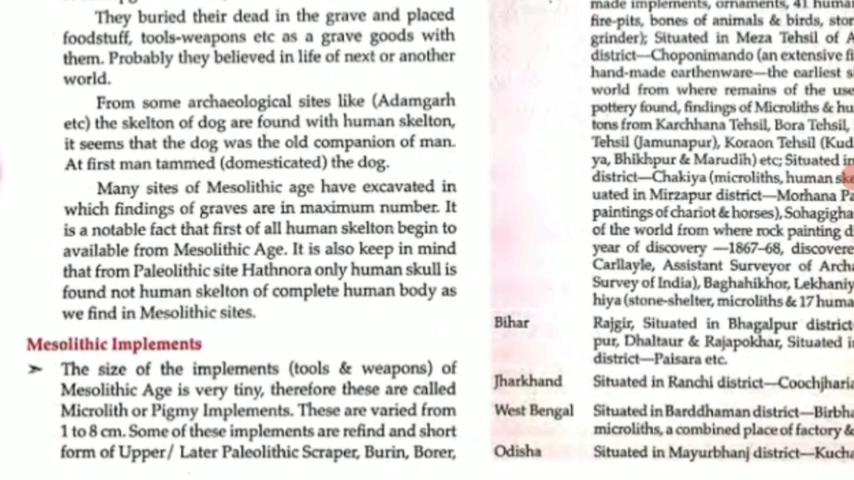 They buried their dead in the grave and placed
foodstuff, tools-weapons etc as a grave goods with
them. Probably they believed in life of next or another
world.
From some archaeological sites like (Adamgarh
etc) the skelton of dog are found with human skelton,
it seems that the dog was the old companion of man.
At first man tammed (domesticated) the dog.
Many sites of Mesolithic age have excavated in
which findings of graves are in maximum number. It
is a notable fact that first of all human skelton begin to
available from Mesolithic Age. It is also keep in mind
that from Paleolithic site Hathnora only human skull is
found not human skelton of complete human body as
we find in Mesolithic sites.
Mesolithic Implements
➣ The size of the implements (tools & weapons) of
Mesolithic Age is very tiny, therefore these are called
Microlith or Pigmy Implements. These are varied from
1 to 8 cm. Some of these implements are refind and short
form of Upper/ Later Paleolithic Scraper, Burin, Borer,
made implements, ornaments, 41 human
fire-pits, bones of animals & birds,
grinder); Situated in Meza Tehsil of
district—Choponimando (an extensive
hand-made earthenware—the earliest
world from where remains of the use
pottery found, findings of Microliths &
tons from Karchhana Tehsil, Bora Tehsil,
Tehsil (Jamunapur), Koraon Tehsil
ya, Bhikhpur & Marudih) etc; Situated in
district—Chakiya (microliths, human
uated in Mirzapur district—Morhana
paintings of chariot & horses),
of the world from where rock painting
year of discovery —1867-68,
Carllayle, Assistant Surveyor of
Survey of India), Baghahikhor,
hiya (stone-shelter, microliths & 17
Bihar Rajgir, Situated in Bhagalpur district
pur, Dhaltaur & Rajapokhar, Situated
district—Paisara etc.
Jharkhand Situated in Ranchi district—
West Bengal Situated in Barddhaman district—
microliths, a combined place of factory &
Odisha Situated in Mayurbhanj district—